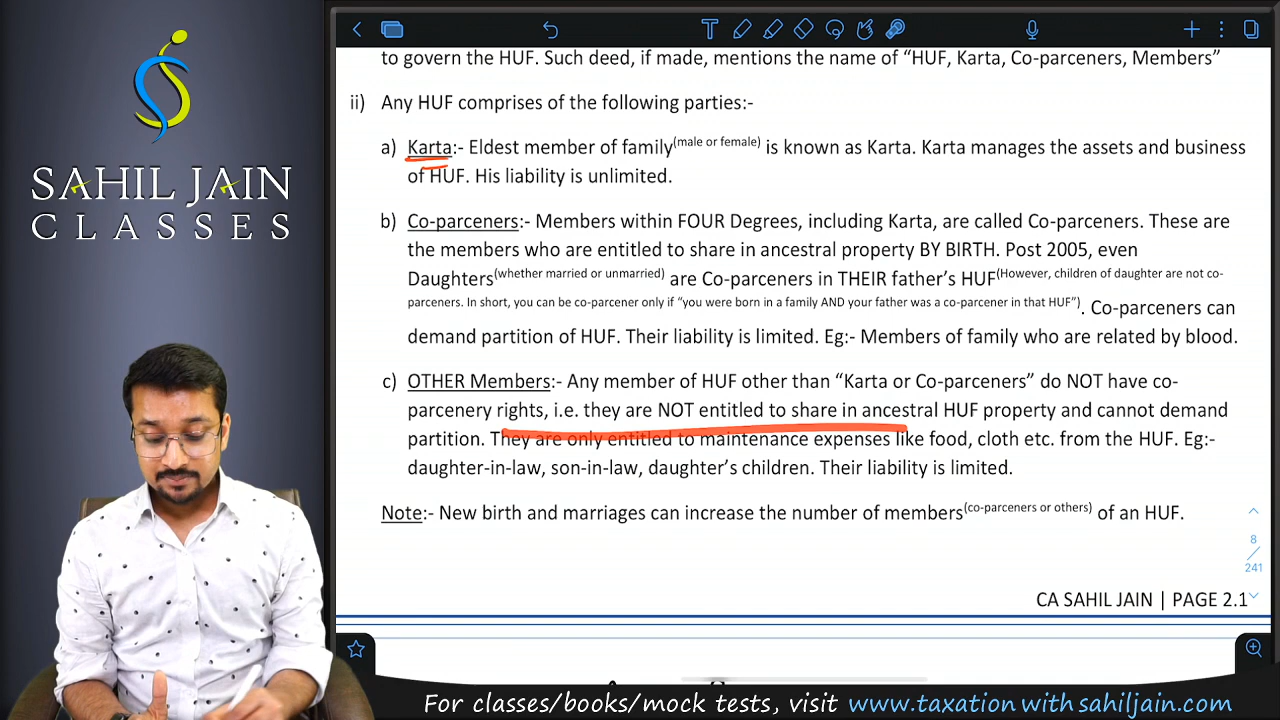 SAHIL JAIN
CLASSES
to govern the HUF. Such deed, if made, mentions the name of “HUF, Karta, Co-parceners, Members”
ii) Any HUF comprises of the following parties:-
a) Karta:- Eldest member of family(male or female) is known as Karta. Karta manages the assets and business
of HUF. His liability is unlimited.
b) Co-parceners:- Members within FOUR Degrees, including Karta, are called Co-parceners. These are
the members who are entitled to share in ancestral property BY BIRTH. Post 2005, even
Daughters(whether married or unmarried) are Co-parceners in THEIR father’s HUF(However, children of daughter are not co-
parceners. In short, you can be co-parcener only if “you were born in a family AND your father was a co-parcener in that HUF”). Co-parceners can
demand partition of HUF. Their liability is limited. Eg:- Members of family who are related by blood.
c) OTHER Members:- Any member of HUF other than “Karta or Co-parceners” do NOT have co-
parcenery rights, i.e. they are NOT entitled to share in ancestral HUF property and cannot demand
partition. They are only entitled to maintenance expenses like food, cloth etc. from the HUF. Eg:-
daughter-in-law, son-in-law, daughter’s children. Their liability is limited.
Note:- New birth and marriages can increase the number of members(co-parceners or others) of an HUF.
8
241
CA SAHIL JAIN | PAGE 2.1
For classes/books/mock tests, visit www.taxationwithsahiljain.com